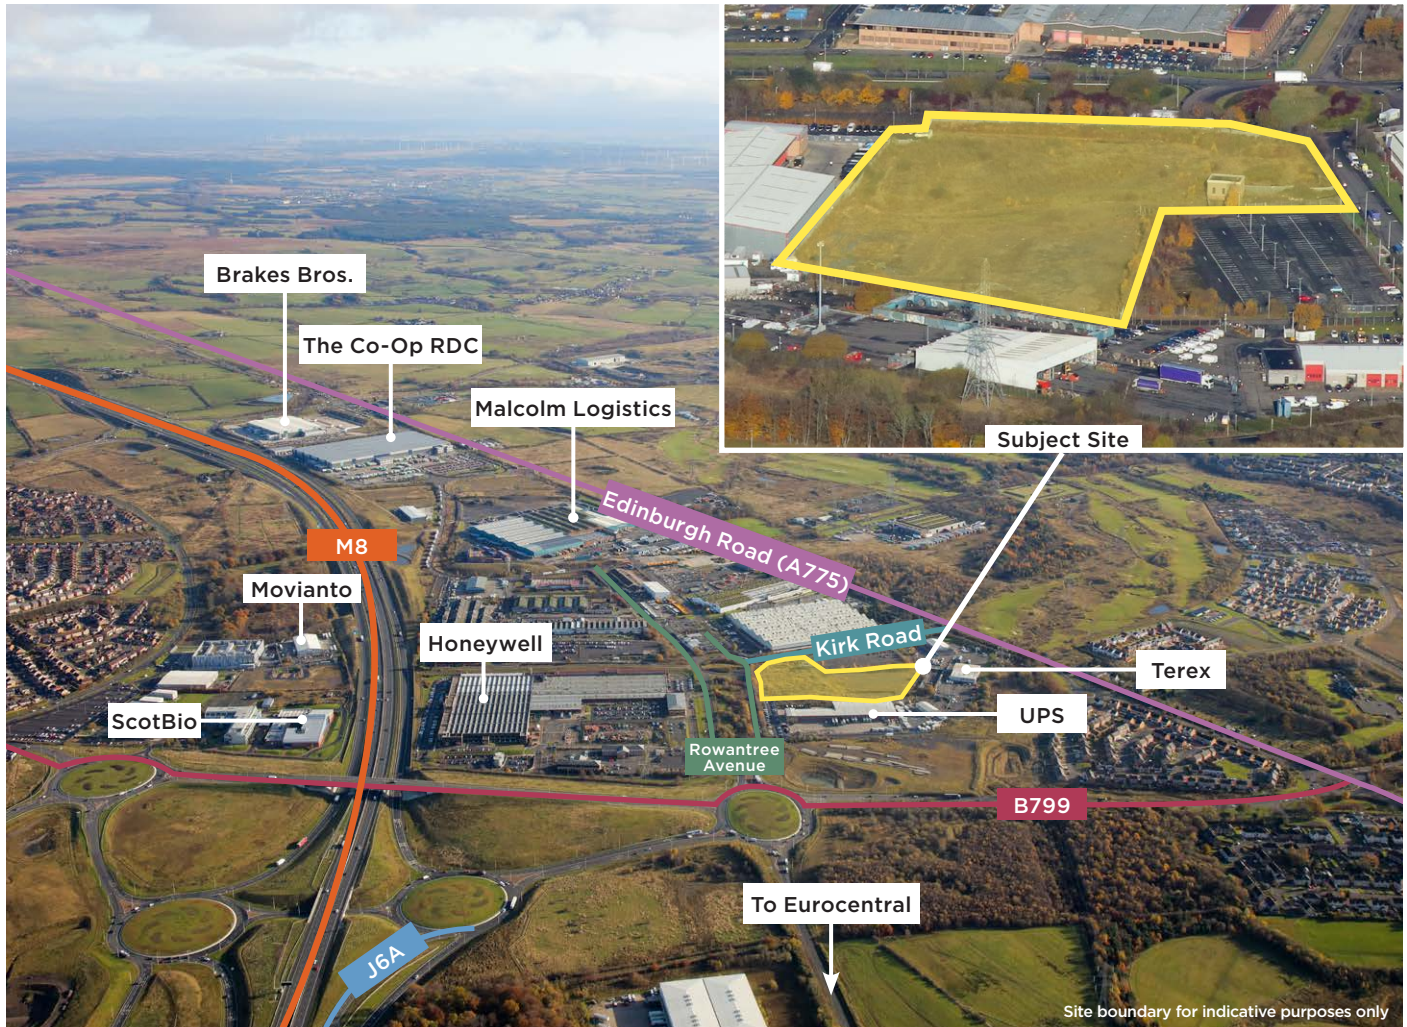 Brakes Bros.
The Co-Op RDC
Malcolm Logistics
Subject Site
Edinburgh Road (A775)
M8
Movianto
Honeywell
Kirk Road
Terex
ScotBio
UPS
Rowantree
Avenue
B799
To Eurocentral
J6A
Site boundary for indicative purposes only